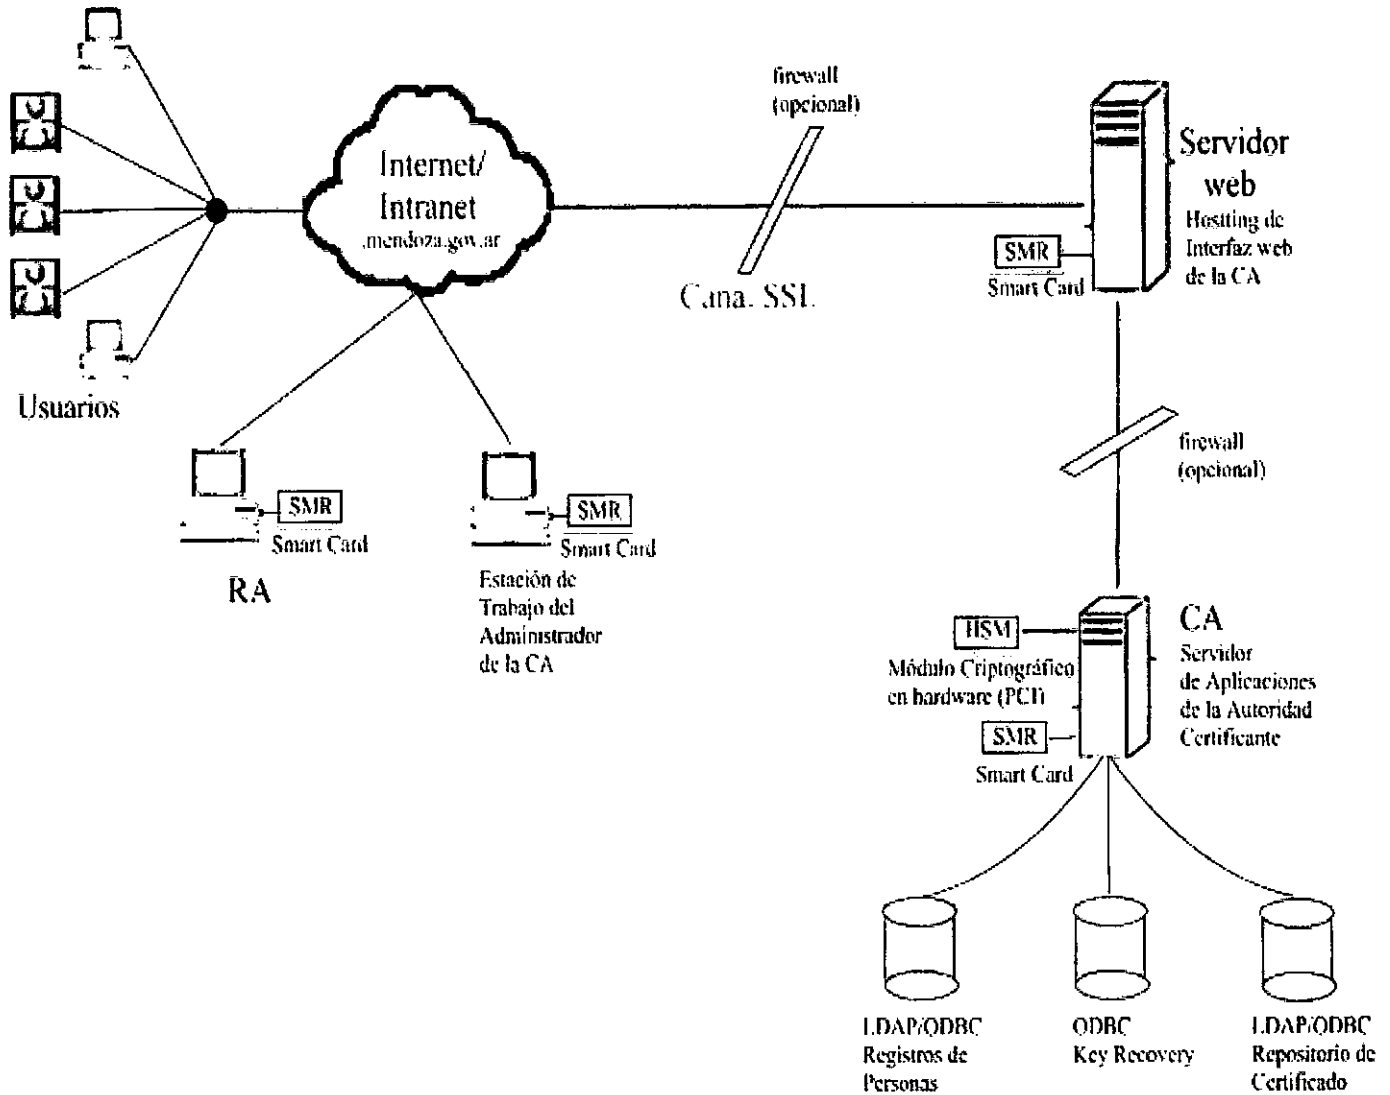 firewall
(opcional)
Internet/
Intranet
.mendoza.gov.ar
Servidor
web
Hostting de
Interfaz web
de la CA
SMR
Smart Card
Cana. SSL
Usuarios
firewall
(opcional)
SMR
Smart Card
RA
SMR
Smart Card
Estación de
Trabajo del
Administrador
de la CA
HSM
Módulo Criptográfico
en hardware (PCI)
SMR
Smart Card
CA
Servidor
de Aplicaciones
de la Autoridad
Certificante
LDAP/ODBC
Registros de
Personas
ODBC
Key Recovery
LDAP/ODBC
Repositorio de
Certificado